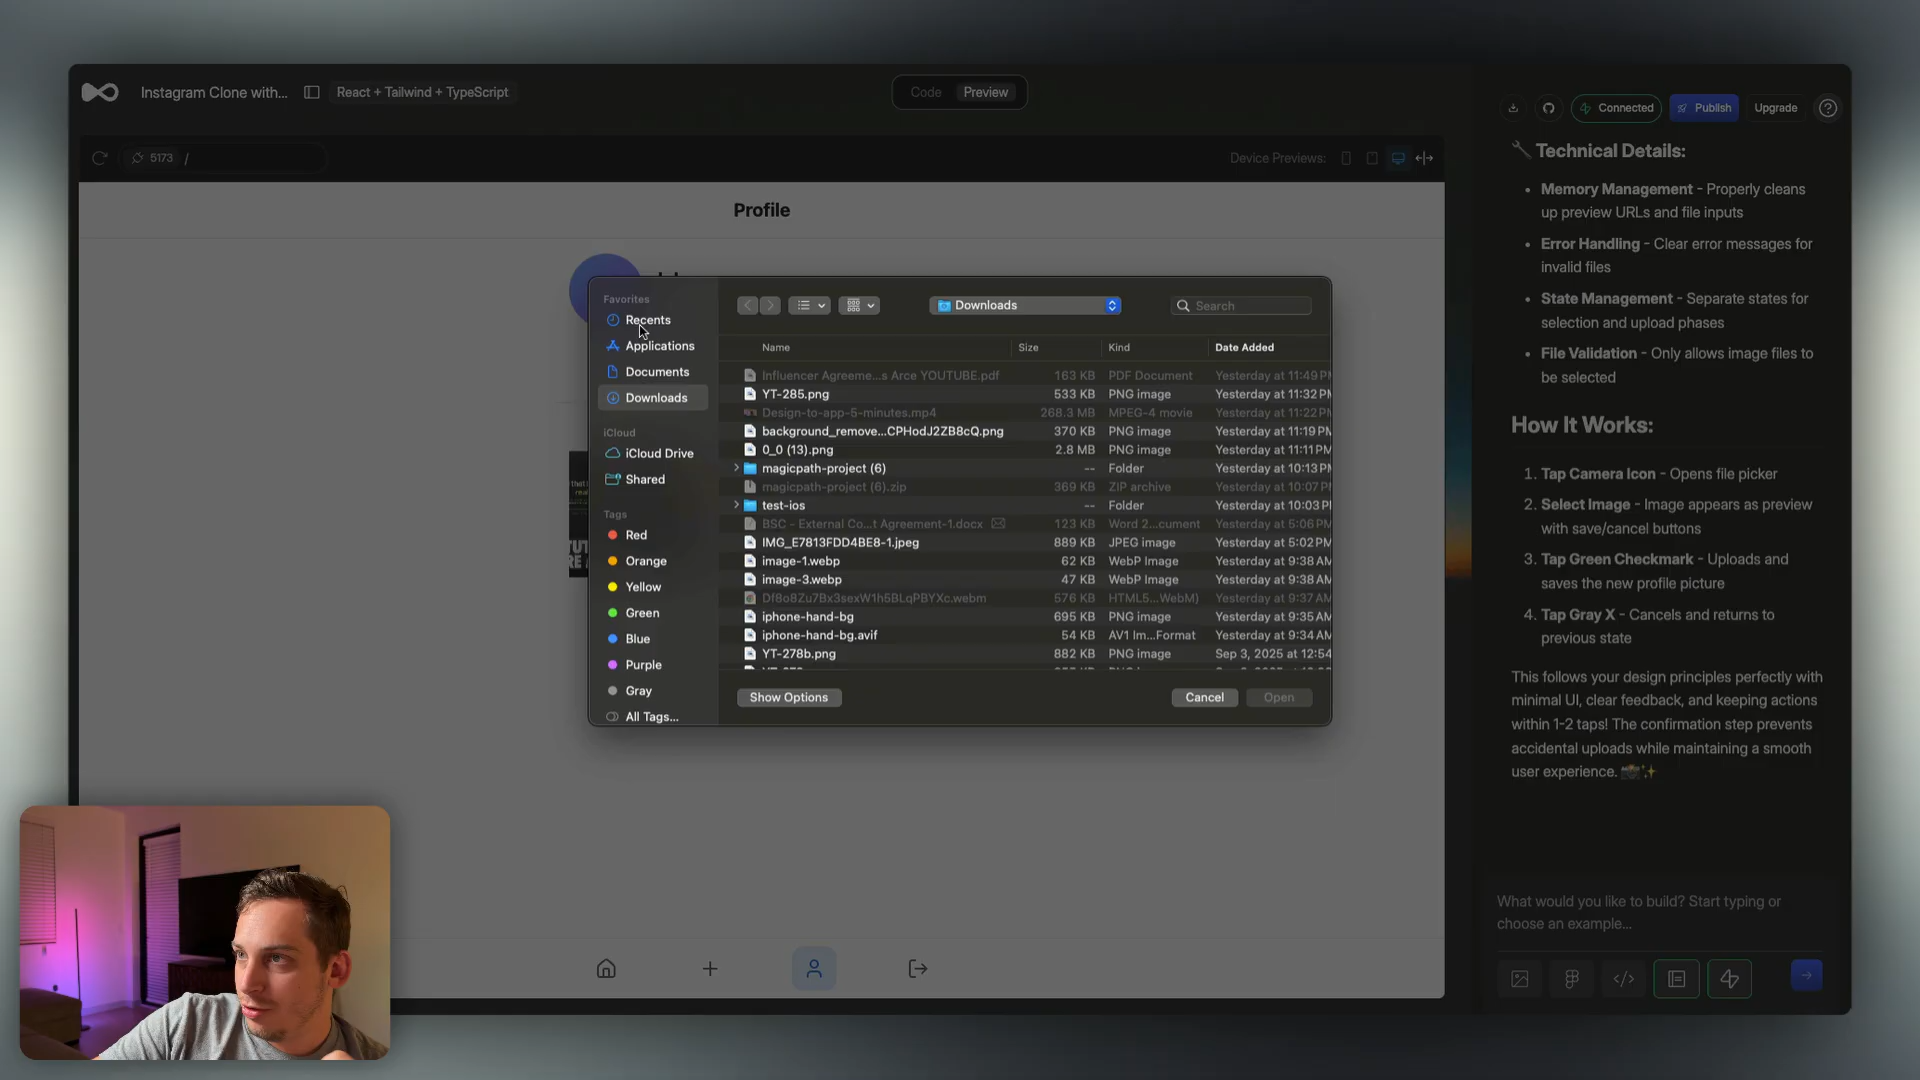 Instagram Clone with...
React + Tailwind + TypeScript
Code
Preview
Connected
Publish
Upgrade
5173
/
Device Previews:
Profile
Favorites
Recents
Applications
Documents
Downloads
iCloud
iCloud Drive
Shared
Tags
Red
Orange
Yellow
Green
Blue
Purple
Gray
All Tags...
Downloads
Search
Name Size Kind Date Added
Influencer Agreeme...s Arce YOUTUBE.pdf 163 KB PDF Document Yesterday at 11:49 PM
YT-285.png 533 KB PNG image Yesterday at 11:32 PM
Design-to-app-5-minutes.mp4 268.3 MB MPEG-4 movie Yesterday at 11:22 PM
background_remove...CPHodJ2ZB8cQ.png 370 KB PNG image Yesterday at 11:19 PM
0_0 (13).png 2.8 MB PNG image Yesterday at 11:11 PM
magicpath-project (6) -- Folder Yesterday at 10:13 PM
magicpath-project (6).zip 369 KB ZIP archive Yesterday at 10:07 PM
test-ios -- Folder Yesterday at 10:03 PM
BSC - External Co...t Agreement-1.docx 123 KB Word 2...cument Yesterday at 5:06 PM
IMG_E7813FDD4BE8-1.jpeg 889 KB JPEG image Yesterday at 5:02 PM
image-1.webp 62 KB WebP Image Yesterday at 9:38 AM
image-3.webp 47 KB WebP Image Yesterday at 9:38 AM
Df8o8Zu7Bx3sexW1h5BLqPBYXc.webm 576 KB HTML5...WebM) Yesterday at 9:37 AM
iphone-hand-bg 695 KB PNG image Yesterday at 9:35 AM
iphone-hand-bg.avif 54 KB AV1 Im...Format Yesterday at 9:34 AM
YT-278b.png 882 KB PNG image Sep 3, 2025 at 12:54
Show Options
Cancel
Open
Technical Details:
• Memory Management - Properly cleans
up preview URLs and file inputs
• Error Handling - Clear error messages for
invalid files
• State Management - Separate states for
selection and upload phases
• File Validation - Only allows image files to
be selected
How It Works:
1. Tap Camera Icon - Opens file picker
2. Select Image - Image appears as preview
with save/cancel buttons
3. Tap Green Checkmark - Uploads and
saves the new profile picture
4. Tap Gray X - Cancels and returns to
previous state
This follows your design principles perfectly with
minimal UI, clear feedback, and keeping actions
within 1-2 taps! The confirmation step prevents
accidental uploads while maintaining a smooth
user experience. 📸✨
What would you like to build? Start typing or
choose an example...